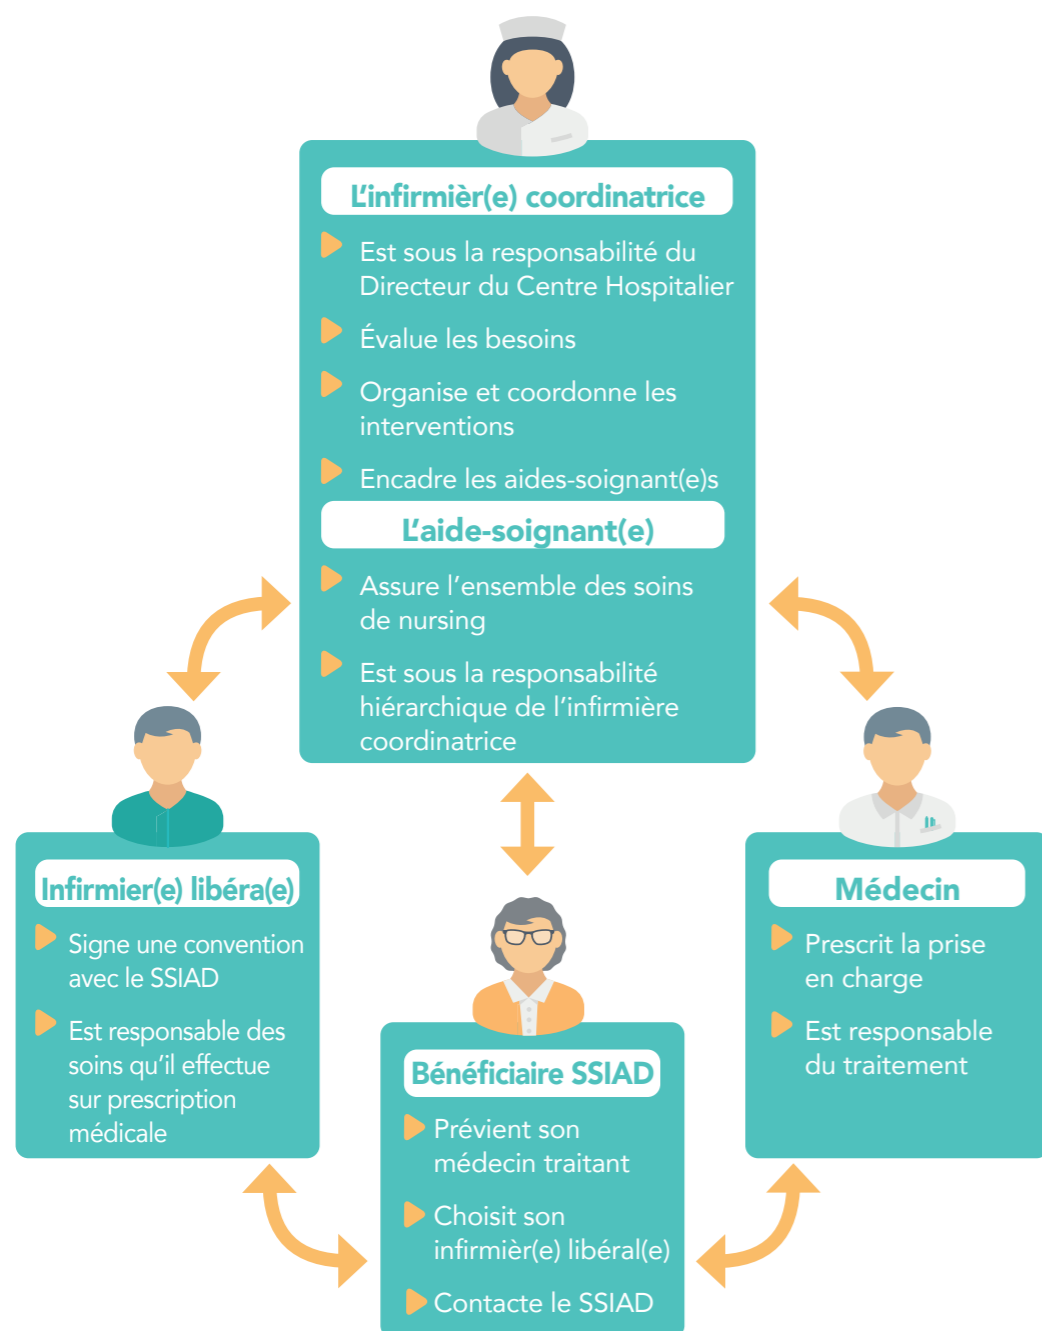 L'infirmièr(e) coordinatrice
Est sous la responsabilité du
Directeur du Centre Hospitalier
Évalue les besoins
Organise et coordonne les
interventions
Encadre les aides-soignant(e)s
L'aide-soignant(e)
Assure l'ensemble des soins
de nursing
Est sous la responsabilité
hiérarchique de l'infirmière
coordinatrice
Infirmier(e) libéra(e)
Signe une convention
avec le SSIAD
Est responsable des
soins qu'il effectue
sur prescription
médicale
Bénéficiaire SSIAD
Prévient son
médecin traitant
Choisit son
infirmièr(e) libéral(e)
Contacte le SSIAD
Médecin
Prescrit la prise
en charge
Est responsable
du traitement